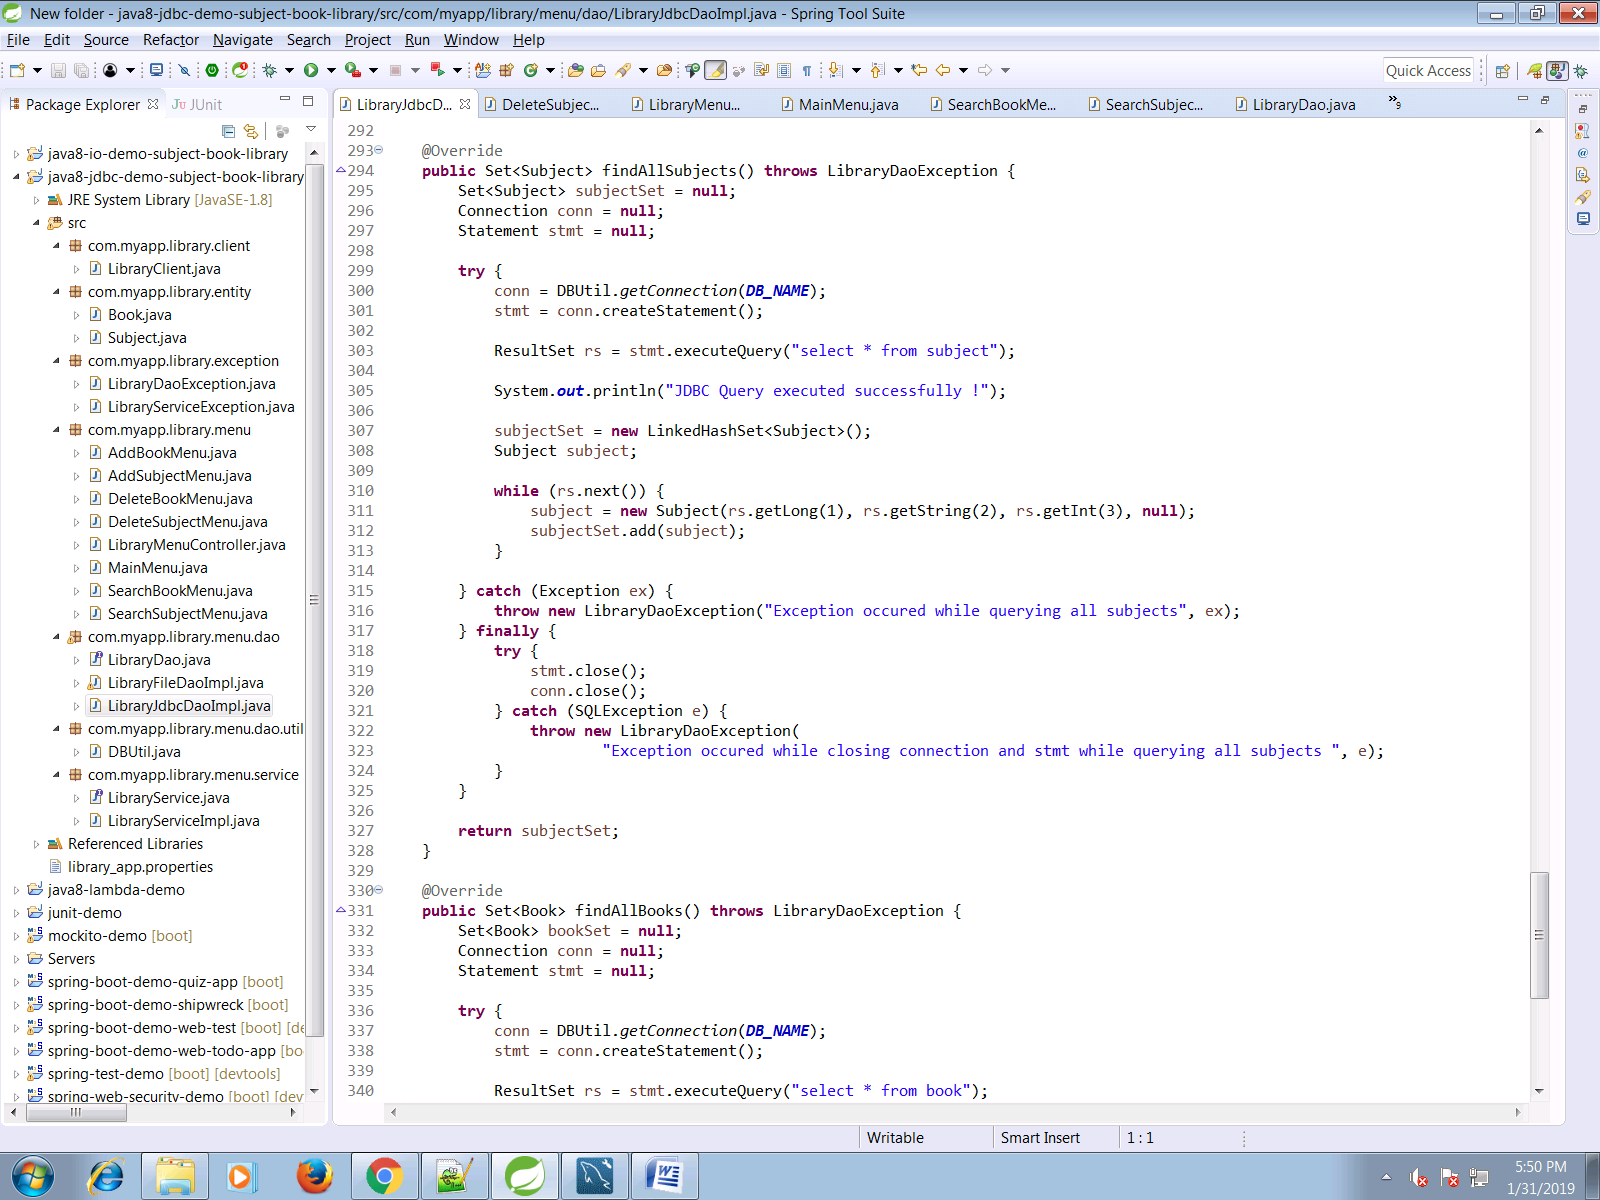 New folder - java8-jdbc-demo-subject-book-library/src/com/myapp/library/menu/dao/LibraryJdbcDaoImpl.java - Spring Tool Suite
File Edit Source Refactor Navigate Search Project Run Window Help
Quick Access
Package Explorer JUnit
LibraryJdbcD... DeleteSubjec... LibraryMenu... MainMenu.java SearchBookMe... SearchSubjec... LibraryDao.java »9
java8-io-demo-subject-book-library
java8-jdbc-demo-subject-book-library
JRE System Library [JavaSE-1.8]
src
com.myapp.library.client
LibraryClient.java
com.myapp.library.entity
Book.java
Subject.java
com.myapp.library.exception
LibraryDaoException.java
LibraryServiceException.java
com.myapp.library.menu
AddBookMenu.java
AddSubjectMenu.java
DeleteBookMenu.java
DeleteSubjectMenu.java
LibraryMenuController.java
MainMenu.java
SearchBookMenu.java
SearchSubjectMenu.java
com.myapp.library.menu.dao
LibraryDao.java
LibraryFileDaoImpl.java
LibraryJdbcDaoImpl.java
com.myapp.library.menu.dao.util
DBUtil.java
com.myapp.library.menu.service
LibraryService.java
LibraryServiceImpl.java
Referenced Libraries
library_app.properties
java8-lambda-demo
junit-demo
mockito-demo [boot]
Servers
spring-boot-demo-quiz-app [boot]
spring-boot-demo-shipwreck [boot]
spring-boot-demo-web-test [boot] [de
spring-boot-demo-web-todo-app [bo
spring-test-demo [boot] [devtools]
spring-web-security-demo [boot] [dev
292
293 @Override
294 public Set<Subject> findAllSubjects() throws LibraryDaoException {
295 Set<Subject> subjectSet = null;
296 Connection conn = null;
297 Statement stmt = null;
298
299 try {
300 conn = DBUtil.getConnection(DB_NAME);
301 stmt = conn.createStatement();
302
303 ResultSet rs = stmt.executeQuery("select * from subject");
304
305 System.out.println("JDBC Query executed successfully !");
306
307 subjectSet = new LinkedHashSet<Subject>();
308 Subject subject;
309
310 while (rs.next()) {
311 subject = new Subject(rs.getLong(1), rs.getString(2), rs.getInt(3), null);
312 subjectSet.add(subject);
313 }
314
315 } catch (Exception ex) {
316 throw new LibraryDaoException("Exception occured while querying all subjects", ex);
317 } finally {
318 try {
319 stmt.close();
320 conn.close();
321 } catch (SQLException e) {
322 throw new LibraryDaoException(
323 "Exception occured while closing connection and stmt while querying all subjects ", e);
324 }
325 }
326
327 return subjectSet;
328 }
329
330 @Override
331 public Set<Book> findAllBooks() throws LibraryDaoException {
332 Set<Book> bookSet = null;
333 Connection conn = null;
334 Statement stmt = null;
335
336 try {
337 conn = DBUtil.getConnection(DB_NAME);
338 stmt = conn.createStatement();
339
340 ResultSet rs = stmt.executeQuery("select * from book");
Writable Smart Insert 1 : 1
5:50 PM
1/31/2019